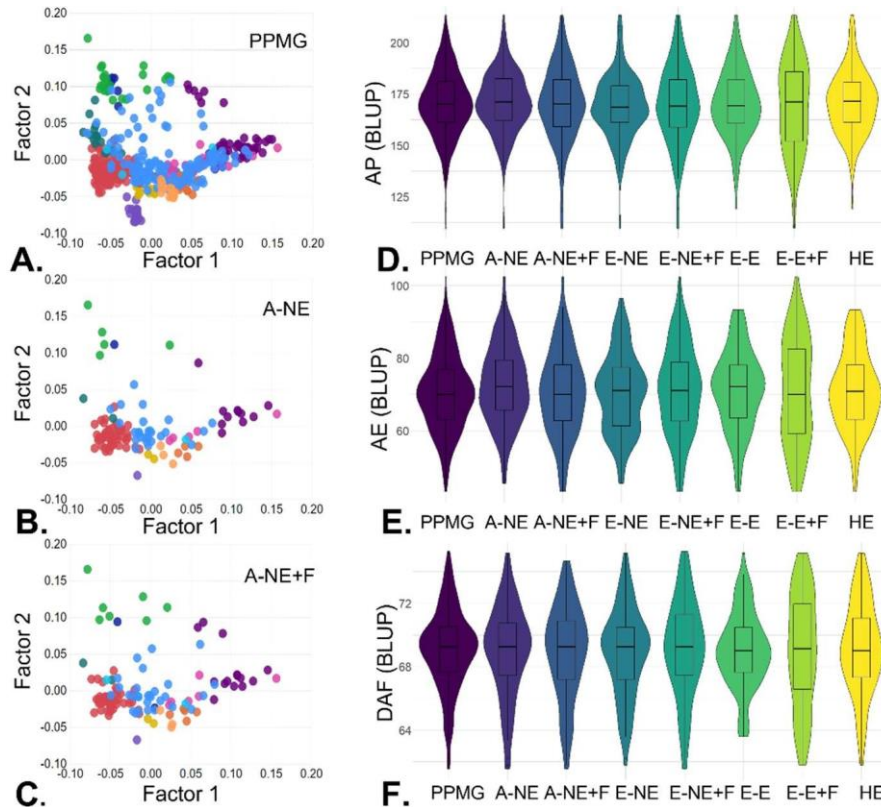 0.20
0.15
0.10
0.05
0.00
-0.05
-0.10
Factor 2
PPMG
-0.10 -0.05 0.00 0.05 0.10 0.15 0.20
A. Factor 1
0.20
0.15
0.10
0.05
0.00
-0.05
-0.10
Factor 2
A-NE
-0.10 -0.05 0.00 0.05 0.10 0.15 0.20
B. Factor 1
0.20
0.15
0.10
0.05
0.00
-0.05
-0.10
Factor 2
A-NE+F
-0.10 -0.05 0.00 0.05 0.10 0.15 0.20
C. Factor 1
200
175
150
125
AP (BLUP)
D. PPMG A-NE A-NE+F E-NE E-NE+F E-E E-E+F HE
100
80
60
AE (BLUP)
E. PPMG A-NE A-NE+F E-NE E-NE+F E-E E-E+F HE
72
68
64
DAF (BLUP)
F. PPMG A-NE A-NE+F E-NE E-NE+F E-E E-E+F HE